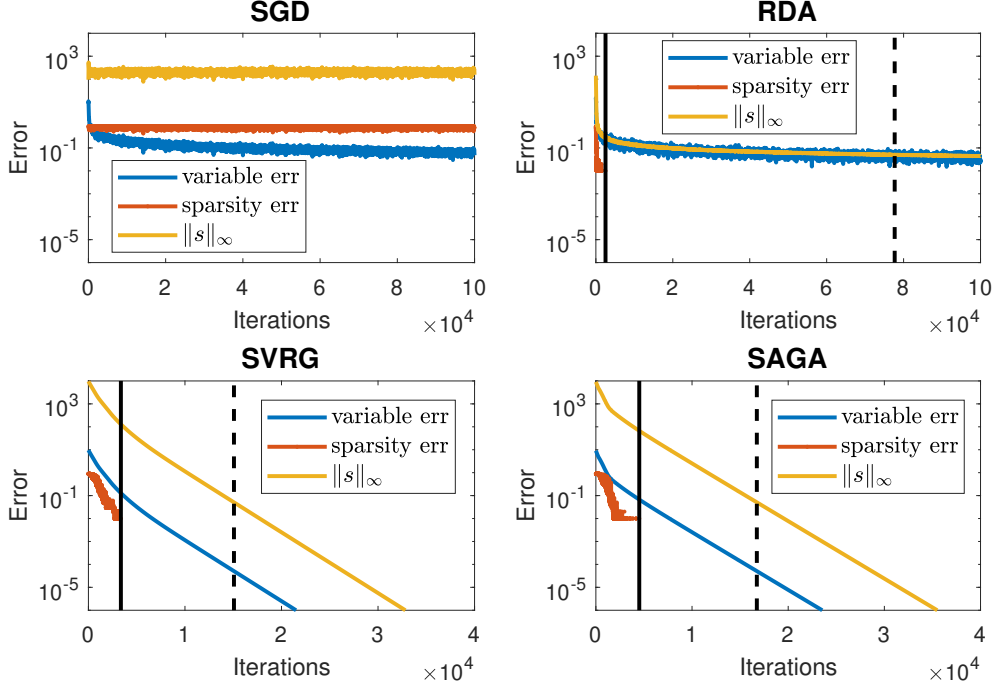 SGD
Error
10^3
10^-1
10^-5
variable err
sparsity err
‖s‖∞
0 2 4 6 8 10
Iterations
×10^4
RDA
Error
10^3
10^-1
10^-5
variable err
sparsity err
‖s‖∞
0 2 4 6 8 10
Iterations
×10^4
SVRG
Error
10^3
10^-1
10^-5
variable err
sparsity err
‖s‖∞
0 1 2 3 4
Iterations
×10^4
SAGA
Error
10^3
10^-1
10^-5
variable err
sparsity err
‖s‖∞
0 1 2 3 4
Iterations
×10^4